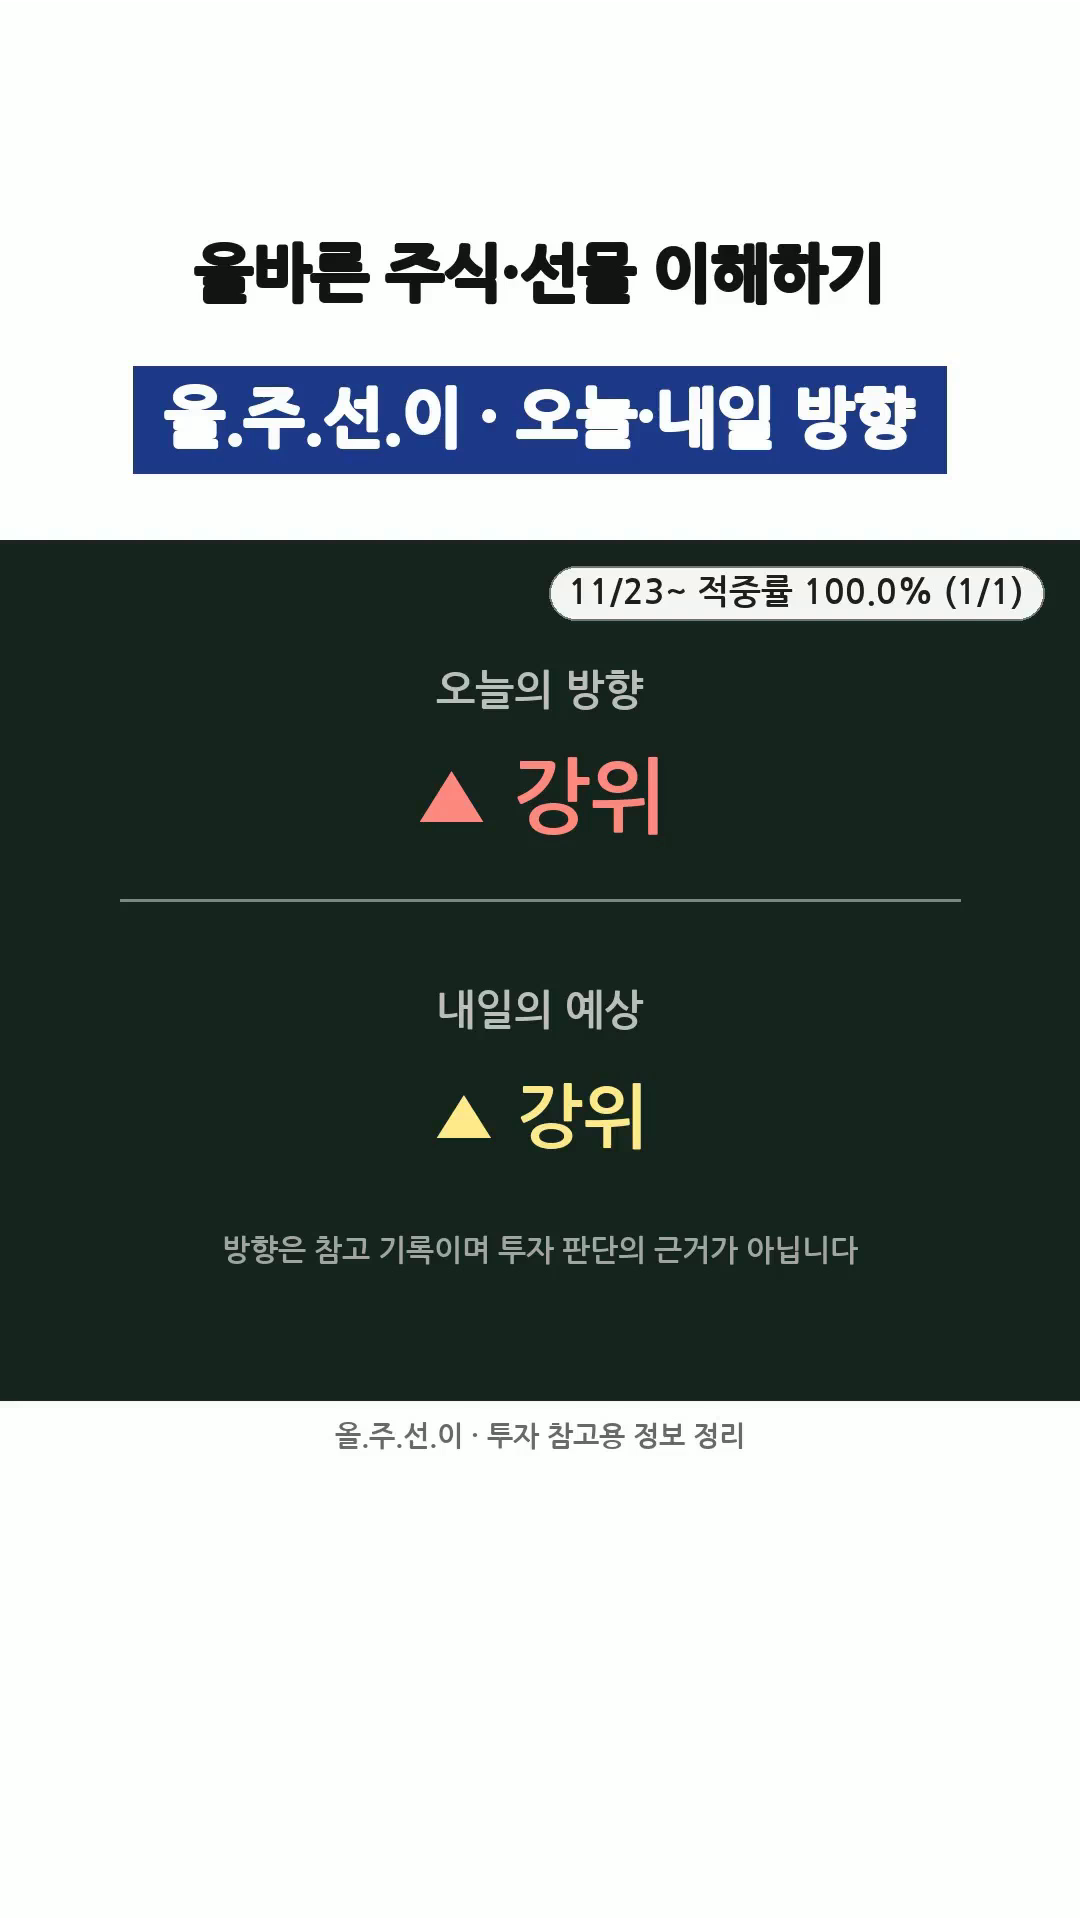 올바른 주식·선물 이해하기
올.주.선.이 · 오늘·내일 방향
11/23~ 적중률 100.0% (1/1)
오늘의 방향
▲ 강위
내일의 예상
▲ 강위
방향은 참고 기록이며 투자 판단의 근거가 아닙니다
올.주.선.이 · 투자 참고용 정보 정리